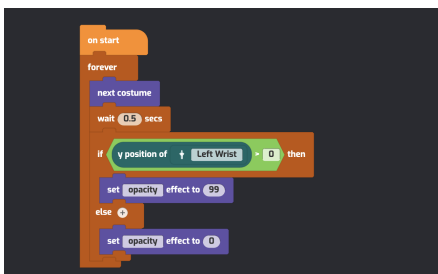 on start
forever
next costume
wait 0.5 secs
if y position of Left Wrist > 0 then
set opacity effect to 99
else +
set opacity effect to 0